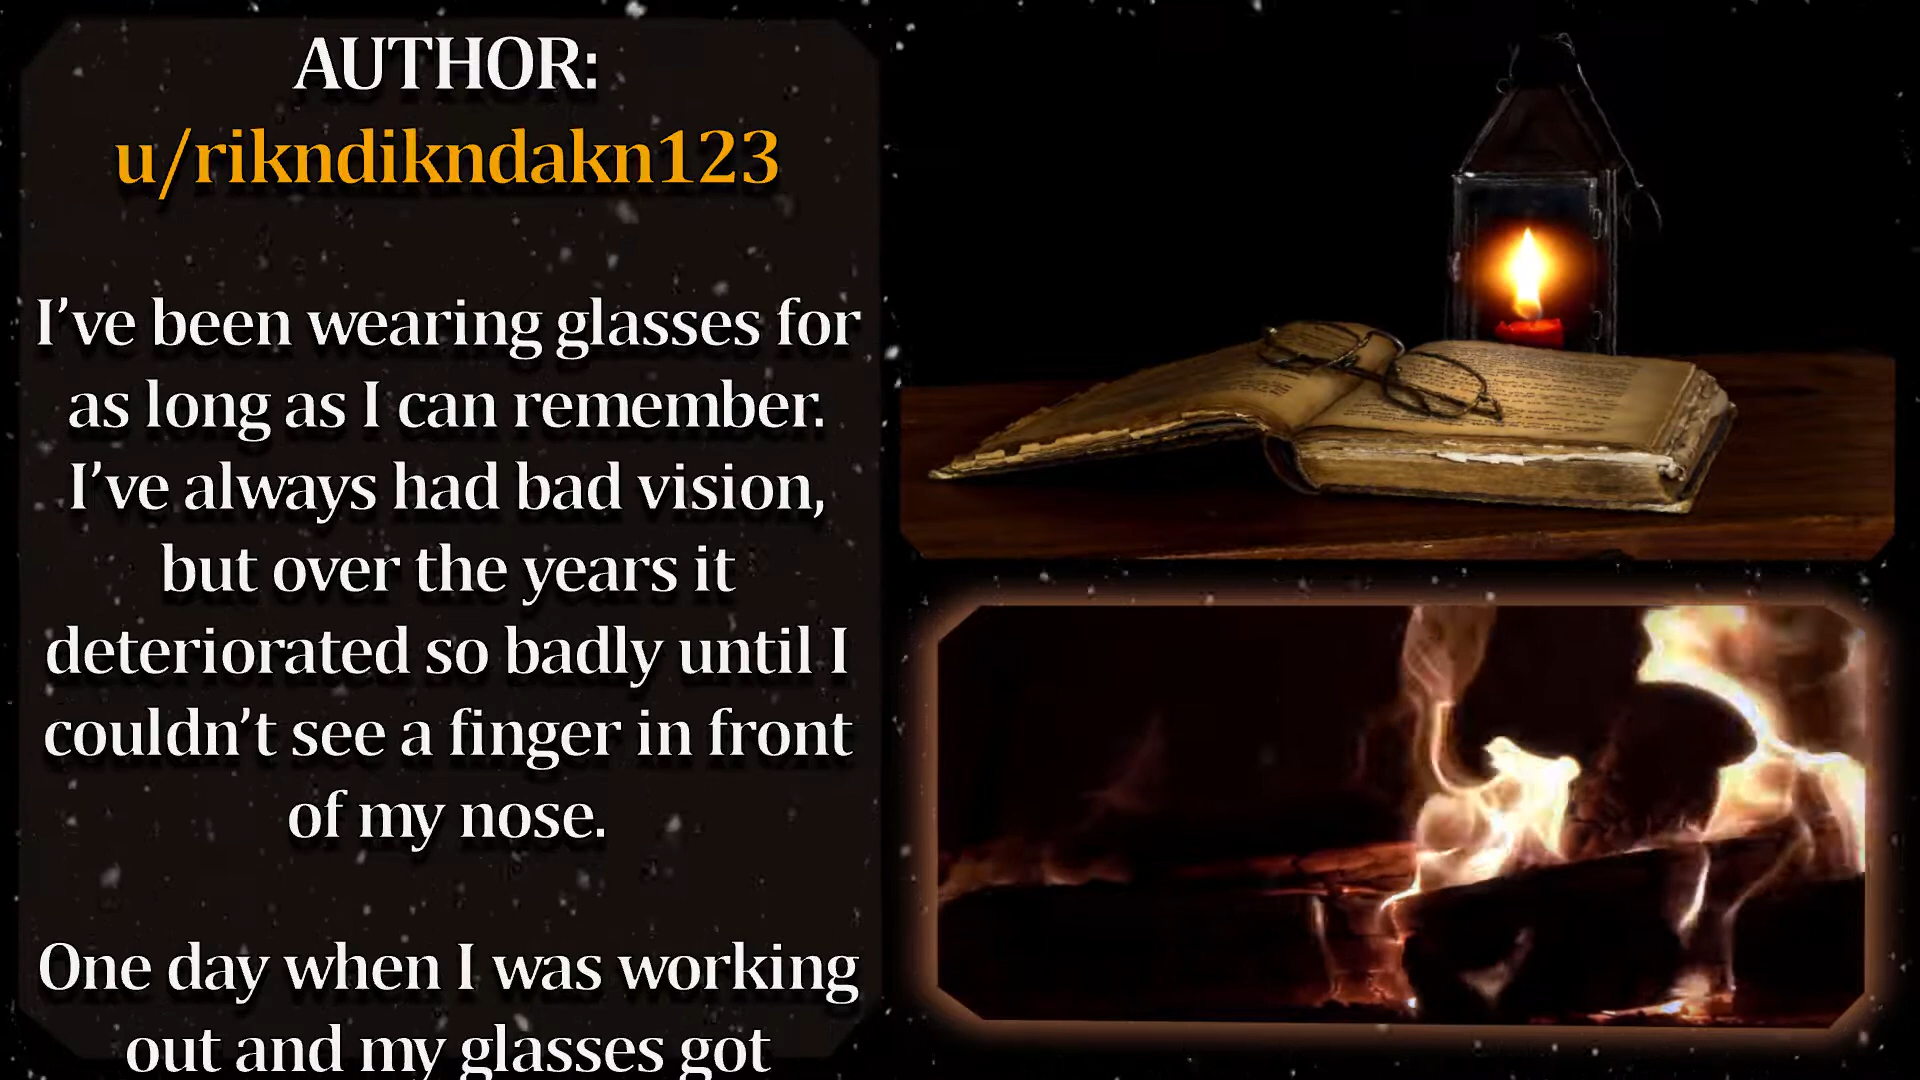 AUTHOR:
u/rikndikndakn123
I’ve been wearing glasses for
as long as I can remember.
I’ve always had bad vision,
but over the years it
deteriorated so badly until I
couldn’t see a finger in front
of my nose.
One day when I was working
out and my glasses got